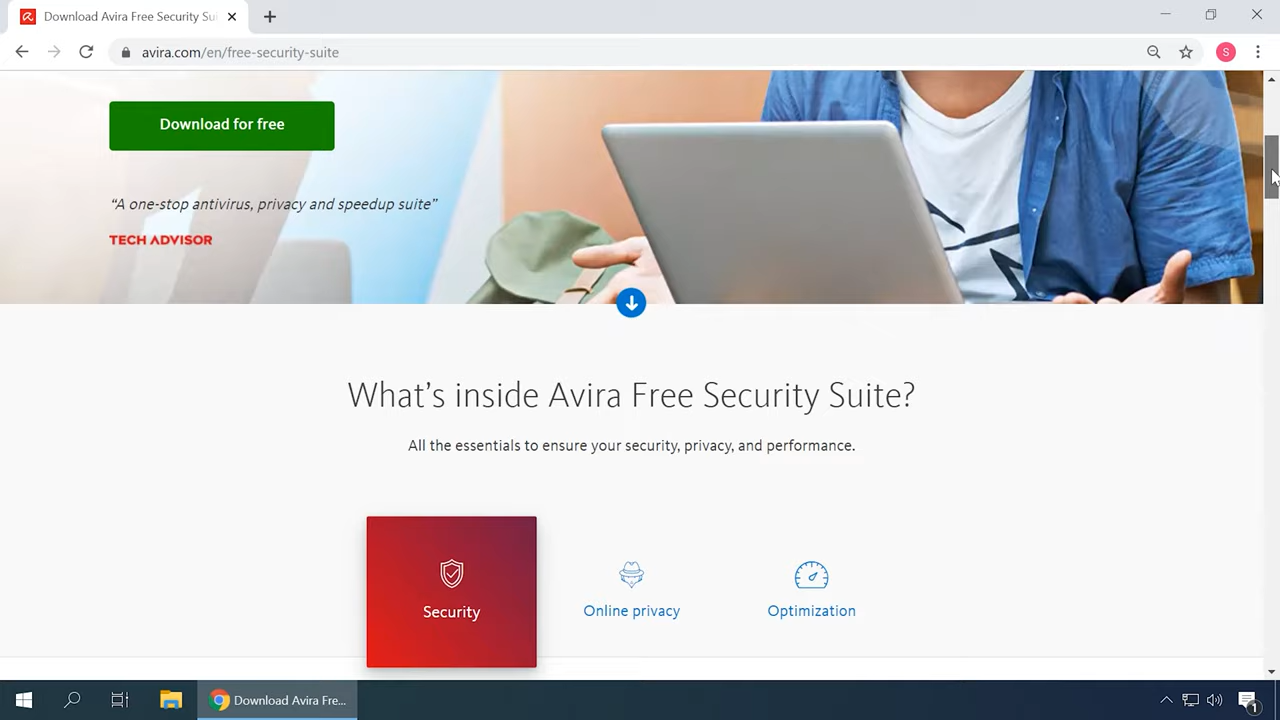 Download Avira Free Security Sui
avira.com/en/free-security-suite
S
Download for free
“A one-stop antivirus, privacy and speedup suite”
TECH ADVISOR
What’s inside Avira Free Security Suite?
All the essentials to ensure your security, privacy, and performance.
Security
Online privacy
Optimization
Download Avira Fre...
1